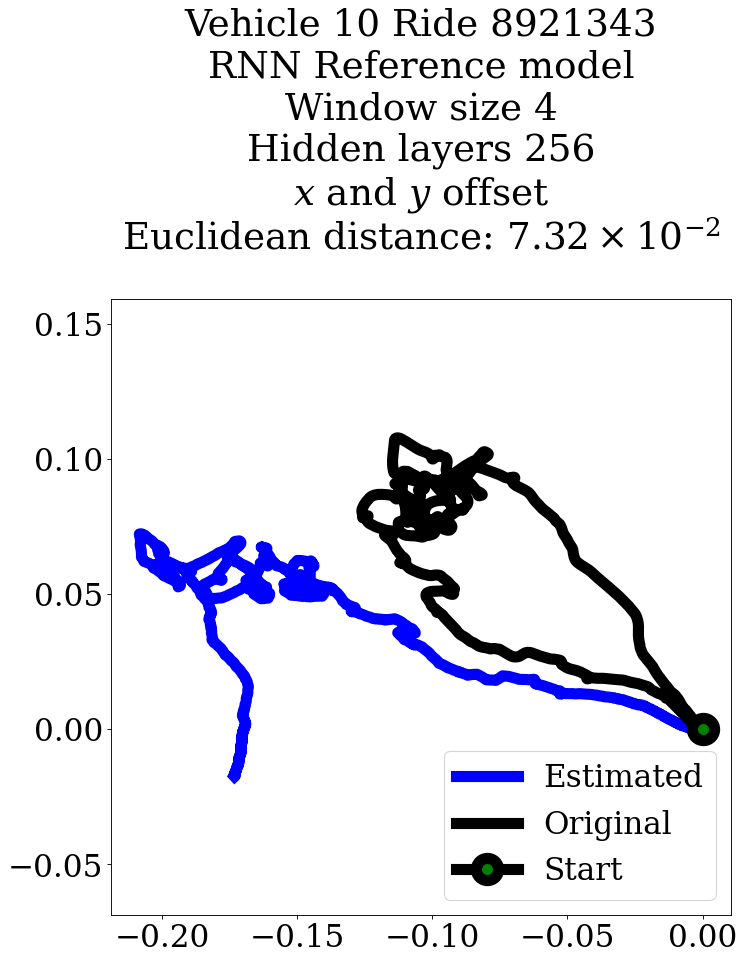 Vehicle 10 Ride 8921343
RNN Reference model
Window size 4
Hidden layers 256
x and y offset
Euclidean distance: 7.32 × 10⁻²
0.15
0.10
0.05
0.00
−0.05
Estimated
Original
Start
−0.20 −0.15 −0.10 −0.05 0.00